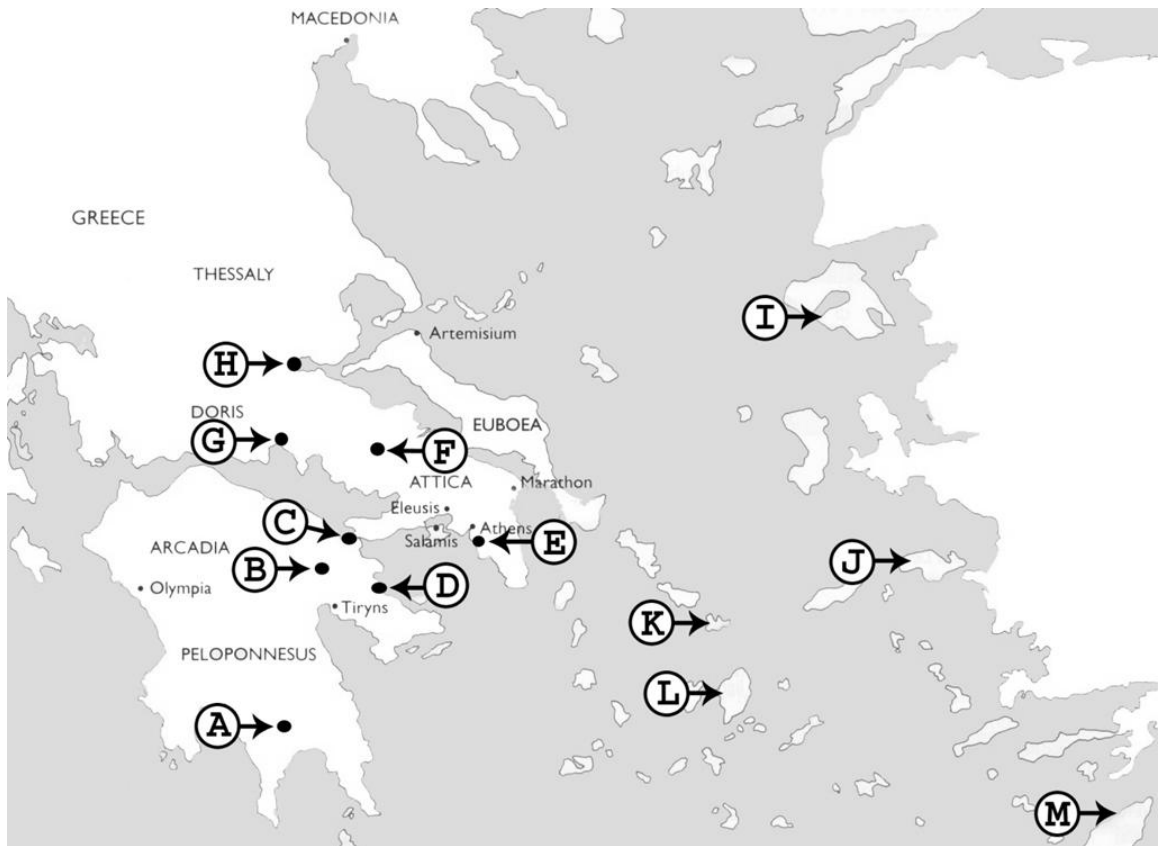 MACEDONIA
GREECE
THESSALY
I
Artemisium
H
DORIS
EUBOEA
G
F
ATTICA
Marathon
Eleusis
C
Athens
Salamis
E
ARCADIA
J
B
Olympia
D
Tiryns
K
PELOPONNESUS
L
A
M